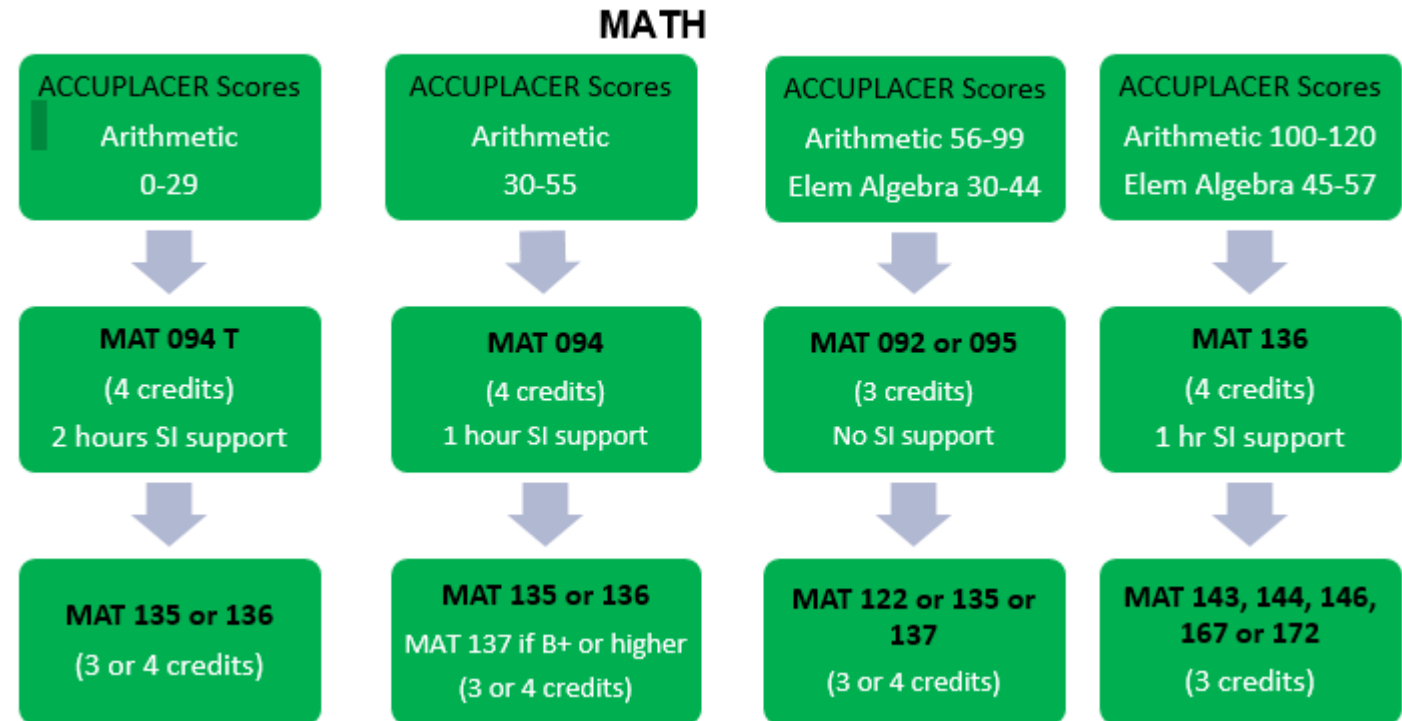 MATH
ACCUPLACER Scores
Arithmetic
0-29
ACCUPLACER Scores
Arithmetic
30-55
ACCUPLACER Scores
Arithmetic 56-99
Elem Algebra 30-44
ACCUPLACER Scores
Arithmetic 100-120
Elem Algebra 45-57
MAT 094 T
(4 credits)
2 hours SI support
MAT 094
(4 credits)
1 hour SI support
MAT 092 or 095
(3 credits)
No SI support
MAT 136
(4 credits)
1 hr SI support
MAT 135 or 136
(3 or 4 credits)
MAT 135 or 136
MAT 137 if B+ or higher
(3 or 4 credits)
MAT 122 or 135 or
137
(3 or 4 credits)
MAT 143, 144, 146,
167 or 172
(3 credits)